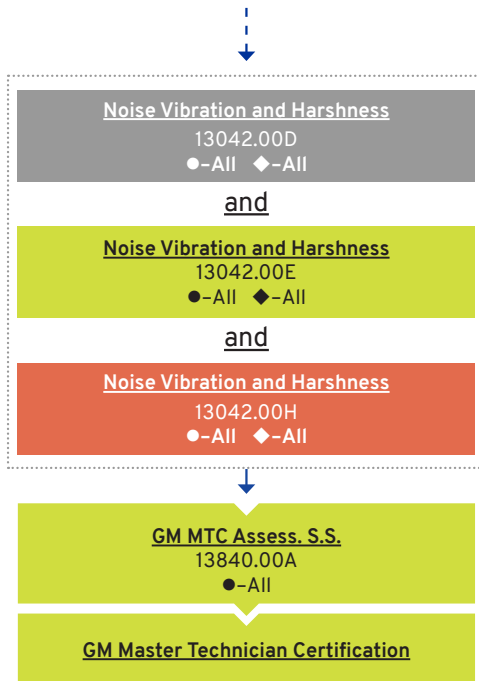 Noise Vibration and Harshness
13042.00D
●–All ◆–All
and
Noise Vibration and Harshness
13042.00E
●–All ◆–All
and
Noise Vibration and Harshness
13042.00H
●–All ◆–All
GM MTC Assess. S.S.
13840.00A
●–All
GM Master Technician Certification